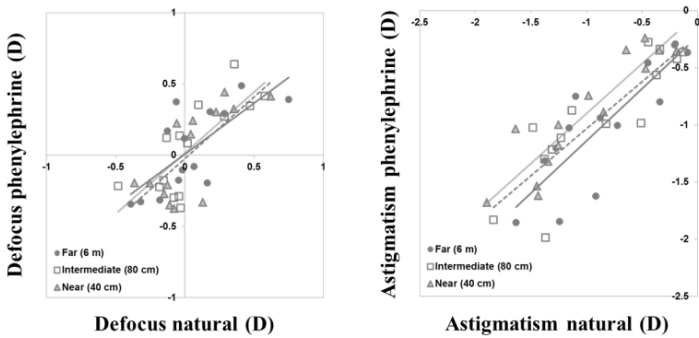 1
0.5
0
-1
-0.5
0
0.5
1
-0.5
-1
Defocus phenylephrine (D)
Far (6 m)
Intermediate (80 cm)
Near (40 cm)
Defocus natural (D)
-2.5
-2
-1.5
-1
-0.5
0
0
-0.5
-1
-1.5
-2
-2.5
Astigmatism phenylephrine (D)
Far (6 m)
Intermediate (80 cm)
Near (40 cm)
Astigmatism natural (D)